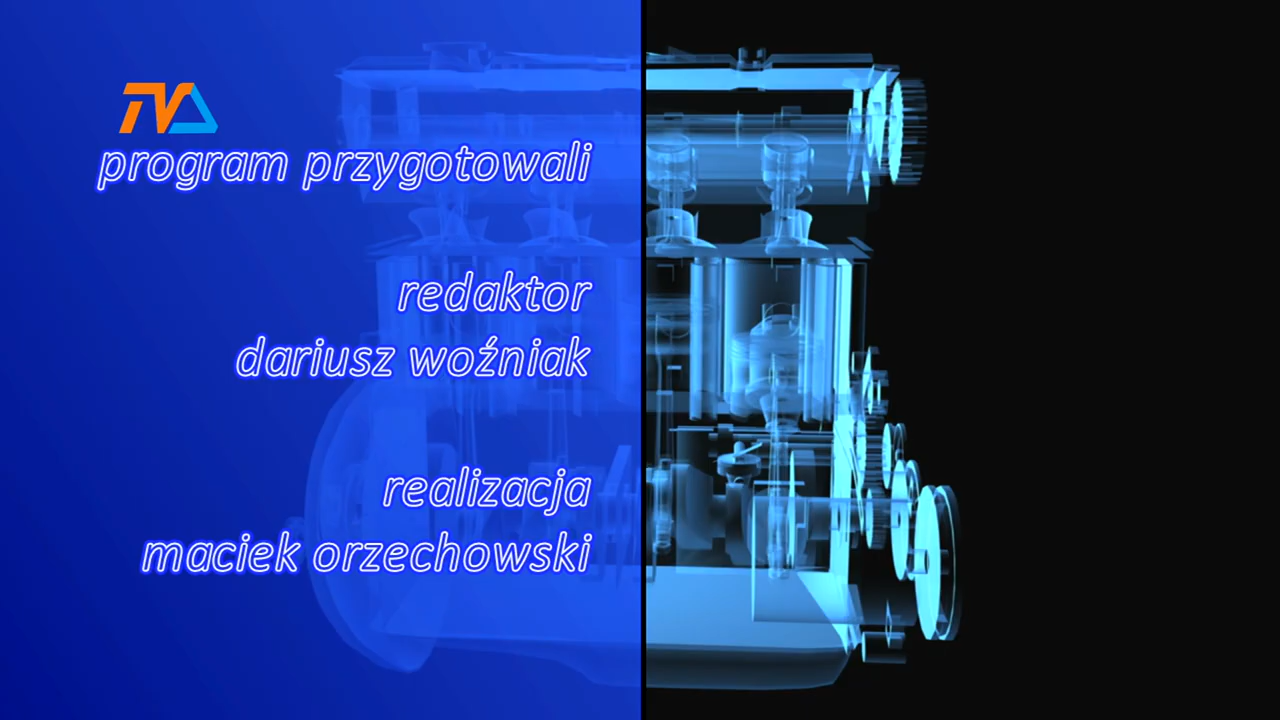 TVA
program przygotowali
redaktor
dariusz woźniak
realizacja
maciek orzechowski